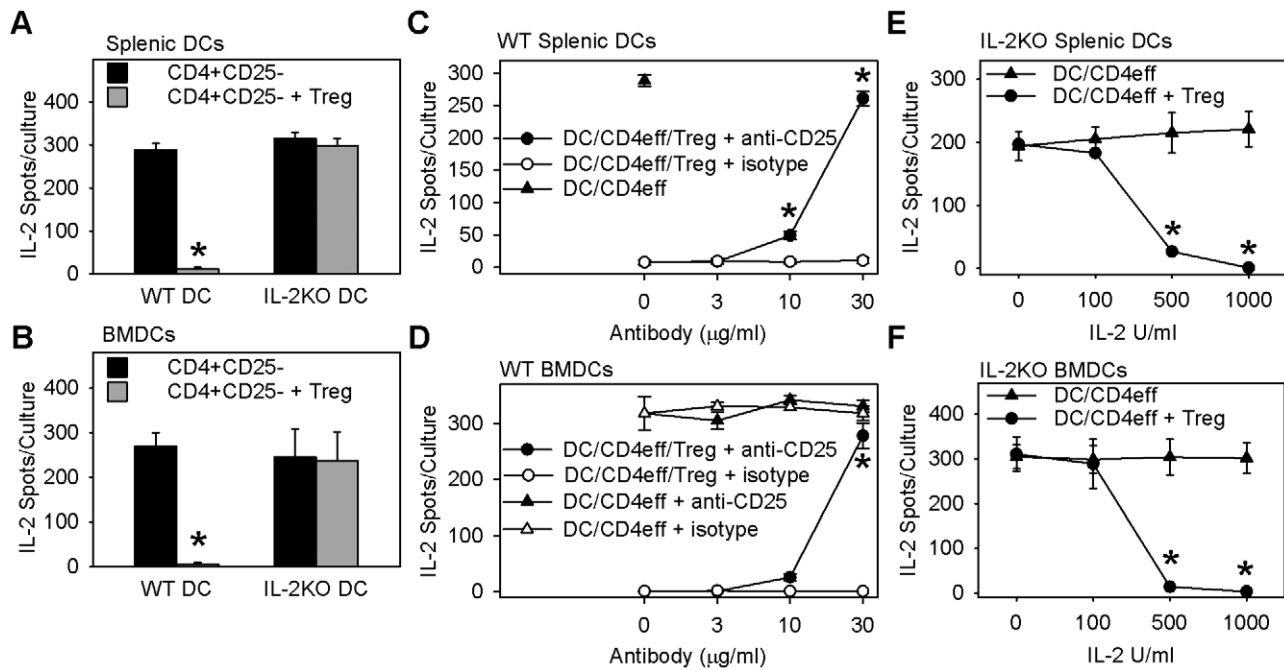 A
Splenic DCs
CD4+CD25-
CD4+CD25- + Treg
IL-2 Spots/culture
400
300
200
100
0
*
WT DC
IL-2KO DC
B
BMDCs
CD4+CD25-
CD4+CD25- + Treg
IL-2 Spots/Culture
400
300
200
100
0
*
WT DC
IL-2KO DC
C
WT Splenic DCs
IL-2 Spots/Culture
300
250
200
150
100
50
0
DC/CD4eff/Treg + anti-CD25
DC/CD4eff/Treg + isotype
DC/CD4eff
*
*
0 3 10 30
Antibody (μg/ml)
D
WT BMDCs
IL-2 Spots/Culture
300
200
100
0
DC/CD4eff/Treg + anti-CD25
DC/CD4eff/Treg + isotype
DC/CD4eff + anti-CD25
DC/CD4eff + isotype
*
0 3 10 30
Antibody (μg/ml)
E
IL-2KO Splenic DCs
DC/CD4eff
DC/CD4eff + Treg
IL-2 Spots/Culture
300
200
100
0
*
*
0 100 500 1000
IL-2 U/ml
F
IL-2KO BMDCs
DC/CD4eff
DC/CD4eff + Treg
IL-2 Spots/Culture
400
300
200
100
0
*
*
0 100 500 1000
IL-2 U/ml